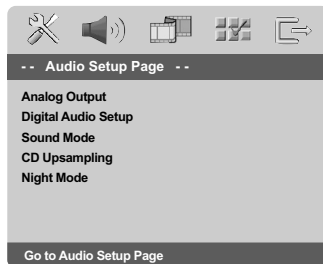 -- Audio Setup Page --
Analog Output
Digital Audio Setup
Sound Mode
CD Upsampling
Night Mode
Go to Audio Setup Page